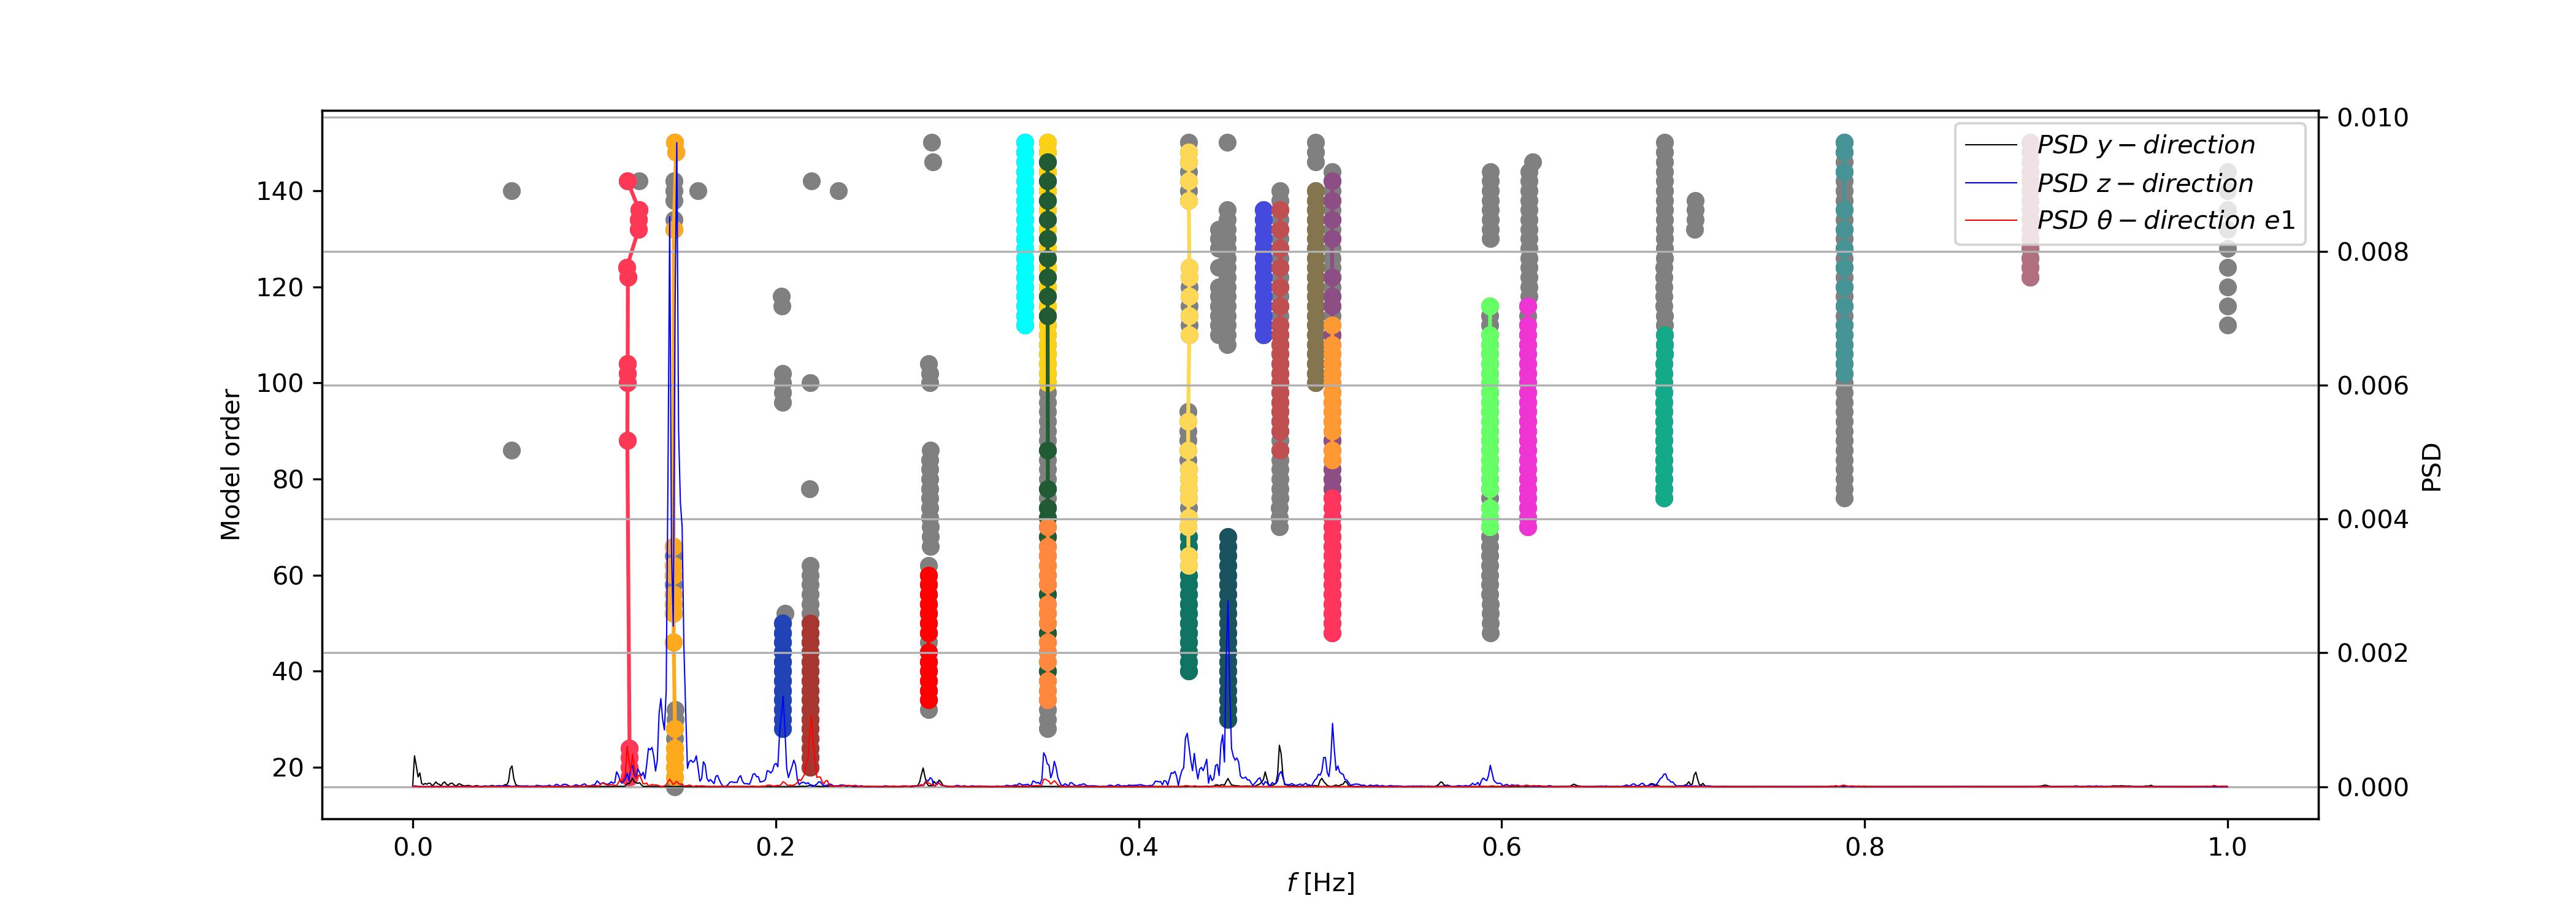 PSD y − direction
PSD z − direction
PSD θ − direction e1
Model order
140
120
100
80
60
40
20
0.010
0.008
0.006
0.004
0.002
0.000
PSD
0.0 0.2 0.4 0.6 0.8 1.0
f [Hz]